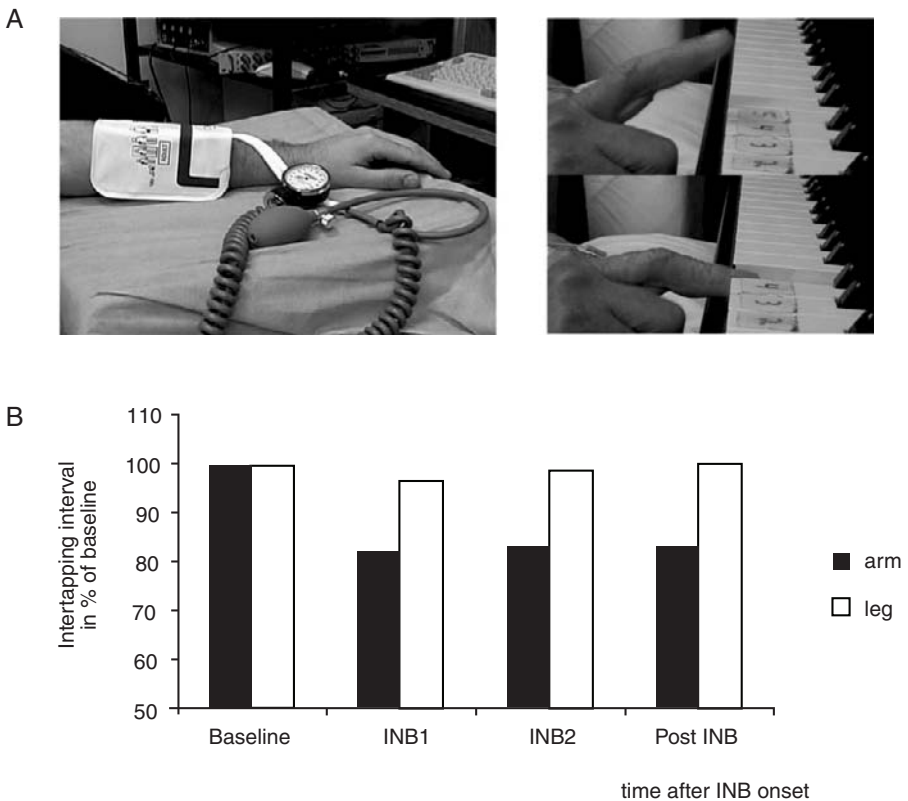 A
B
Intertapping interval
in % of baseline
110
100
90
80
70
60
50
Baseline INB1 INB2 Post INB
time after INB onset
arm
leg